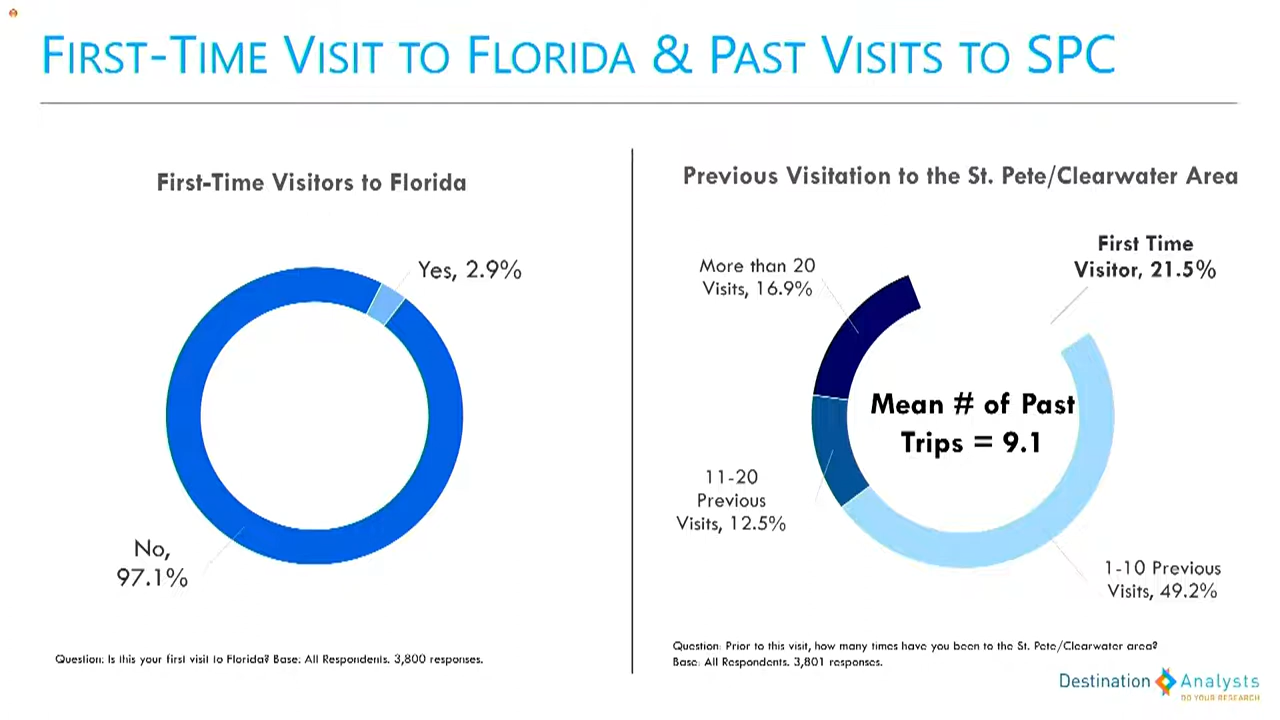 FIRST-TIME VISIT TO FLORIDA & PAST VISITS TO SPC
First-Time Visitors to Florida
Yes, 2.9%
No,
97.1%
Question: Is this your first visit to Florida? Base: All Respondents. 3,800 responses.
Previous Visitation to the St. Pete/Clearwater Area
First Time
Visitor, 21.5%
More than 20
Visits, 16.9%
Mean # of Past
Trips = 9.1
11-20
Previous
Visits, 12.5%
1-10 Previous
Visits, 49.2%
Question: Prior to this visit, how many times have you been to the St. Pete/Clearwater area?
Base: All Respondents. 3,801 responses.
Destination Analysts
DO YOUR RESEARCH